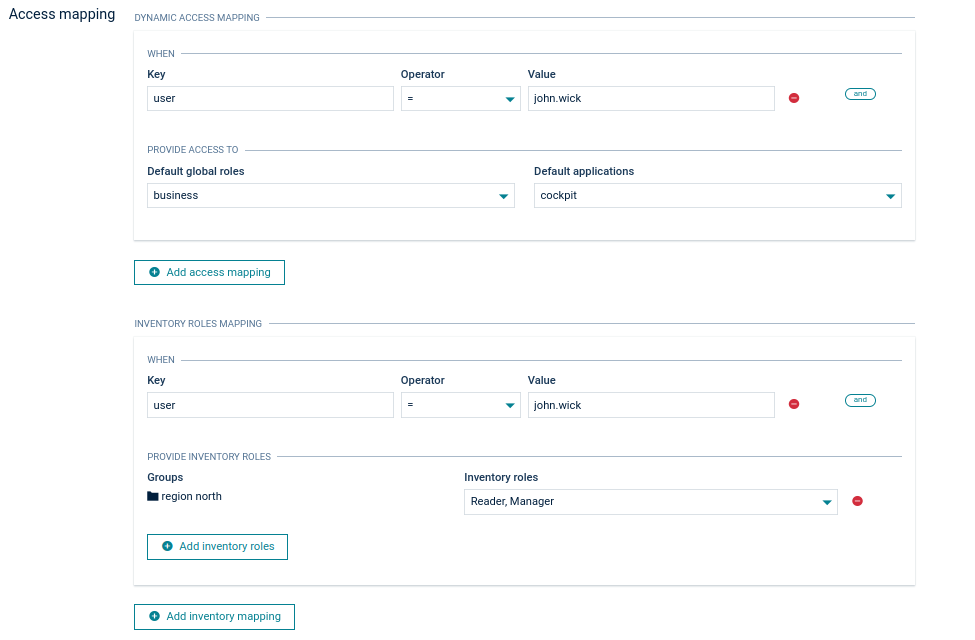 Access mapping
DYNAMIC ACCESS MAPPING
WHEN
Key Operator Value
user = john.wick and
PROVIDE ACCESS TO
Default global roles Default applications
business cockpit
Add access mapping
INVENTORY ROLES MAPPING
WHEN
Key Operator Value
user = john.wick and
PROVIDE INVENTORY ROLES
Groups Inventory roles
region north Reader, Manager
Add inventory roles
Add inventory mapping